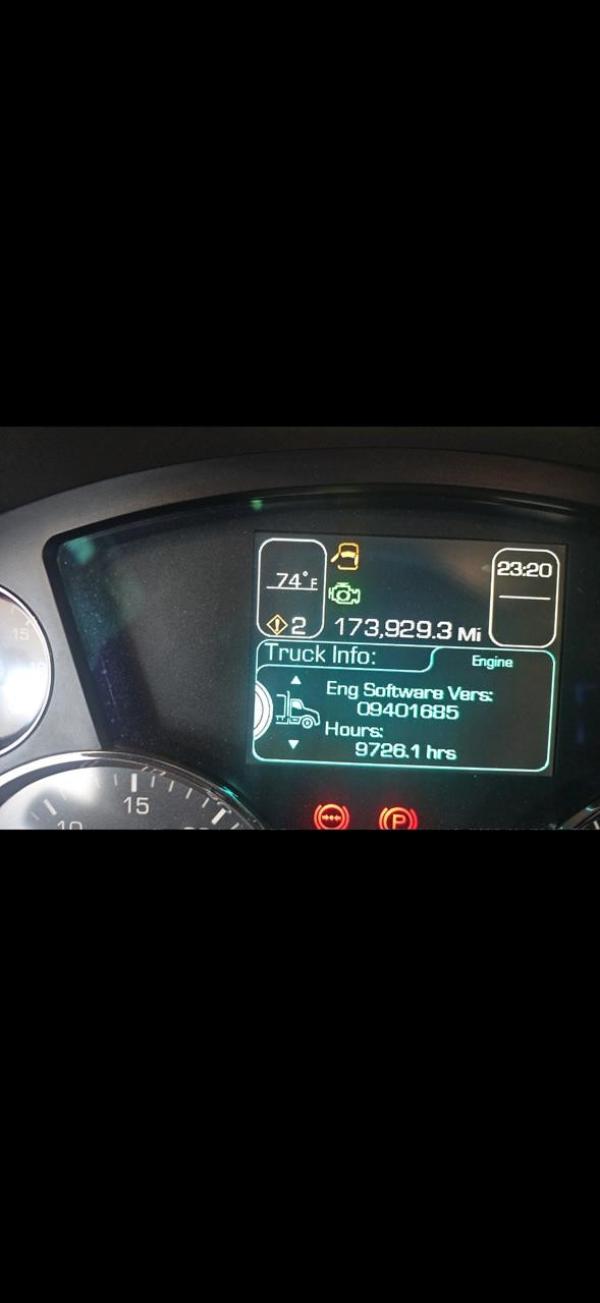 74°F
23:20
2
173,929.3 Mi
Truck Info:
Engine
Eng Software Vers:
09401685
Hours:
9726.1 hrs
P
15
10
15